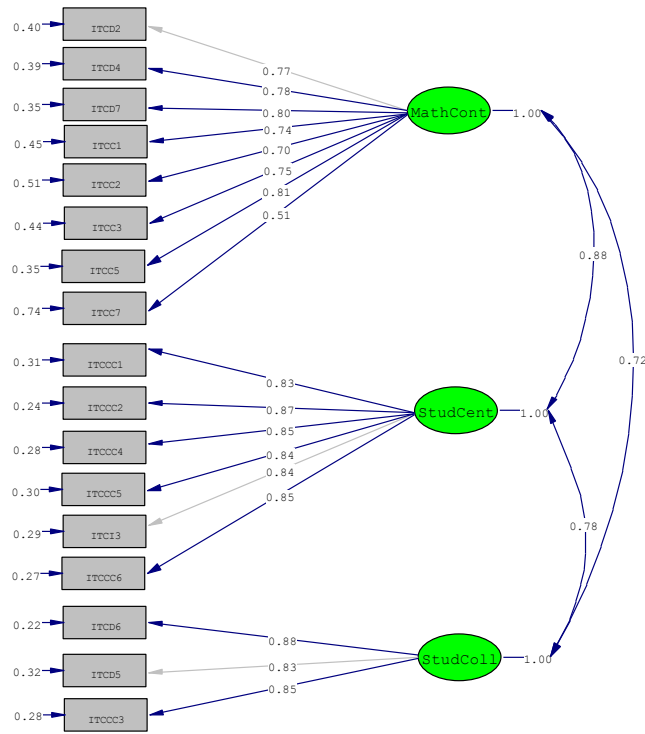 0.40 ITCD2
0.39 ITCD4
0.35 ITCD7
0.45 ITCC1
0.51 ITCC2
0.44 ITCC3
0.35 ITCC5
0.74 ITCC7
0.77
0.78
0.80
0.74
0.70
0.75
0.81
0.51
MathCont 1.00
0.31 ITCCC1
0.24 ITCCC2
0.28 ITCCC4
0.30 ITCCC5
0.29 ITCI3
0.27 ITCCC6
0.83
0.87
0.85
0.84
0.84
0.85
StudCent 1.00
0.22 ITCD6
0.32 ITCD5
0.28 ITCCC3
0.88
0.83
0.85
StudColl 1.00
0.88
0.72
0.78